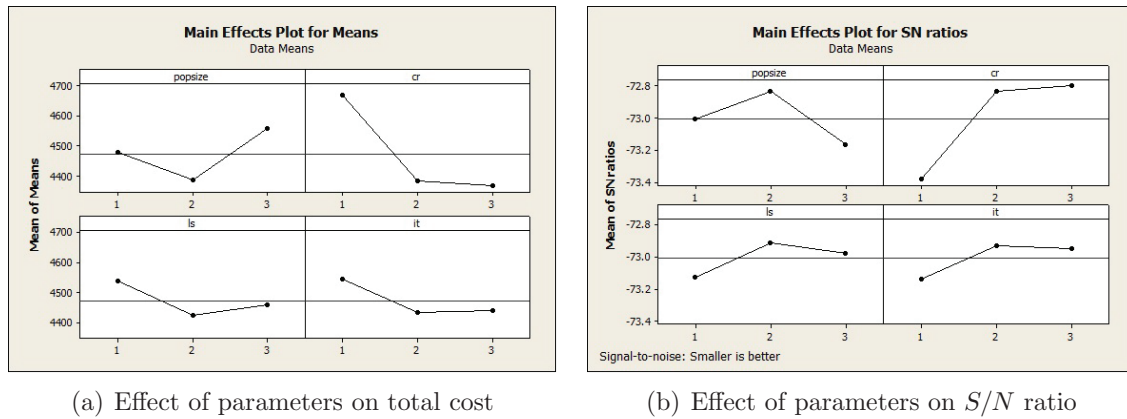 Main Effects Plot for Means
Data Means
popsize cr
4700
4600
4500
4400
1 2 3 1 2 3
ls it
4700
4600
4500
4400
1 2 3 1 2 3
Mean of Means
(a) Effect of parameters on total cost
Main Effects Plot for SN ratios
Data Means
popsize cr
-72.8
-73.0
-73.2
-73.4
1 2 3 1 2 3
ls it
-72.8
-73.0
-73.2
-73.4
1 2 3 1 2 3
Mean of SN ratios
Signal-to-noise: Smaller is better
(b) Effect of parameters on S/N ratio